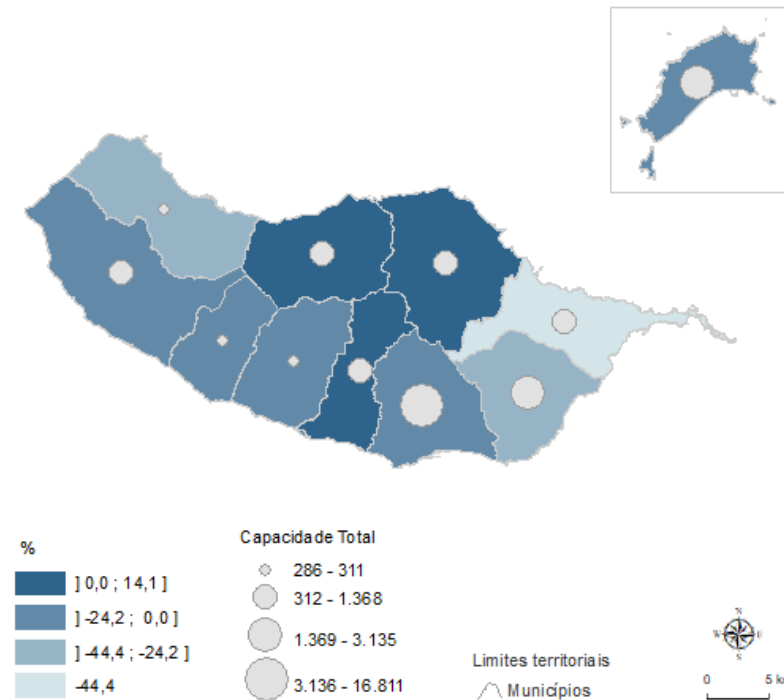 %
] 0,0 ; 14,1 ]
] -24,2 ; 0,0 ]
] -44,4 ; -24,2 ]
-44,4
Capacidade Total
286 - 311
312 - 1.368
1.369 - 3.135
3.136 - 16.811
Limites territoriais
Municípios
N
W E
S
0 5